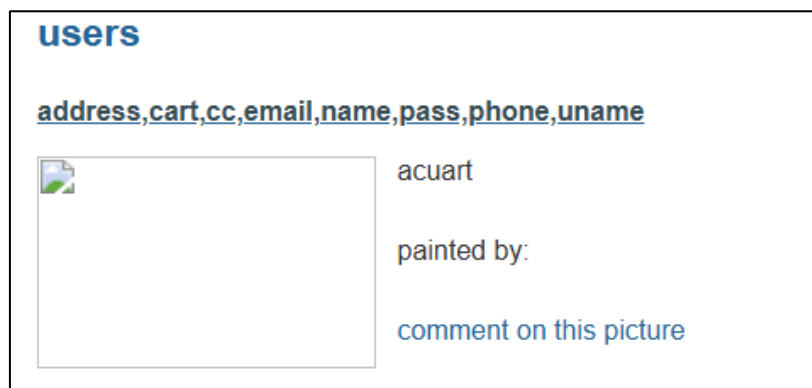 users
address,cart,cc,email,name,pass,phone,uname
acuart
painted by:
comment on this picture